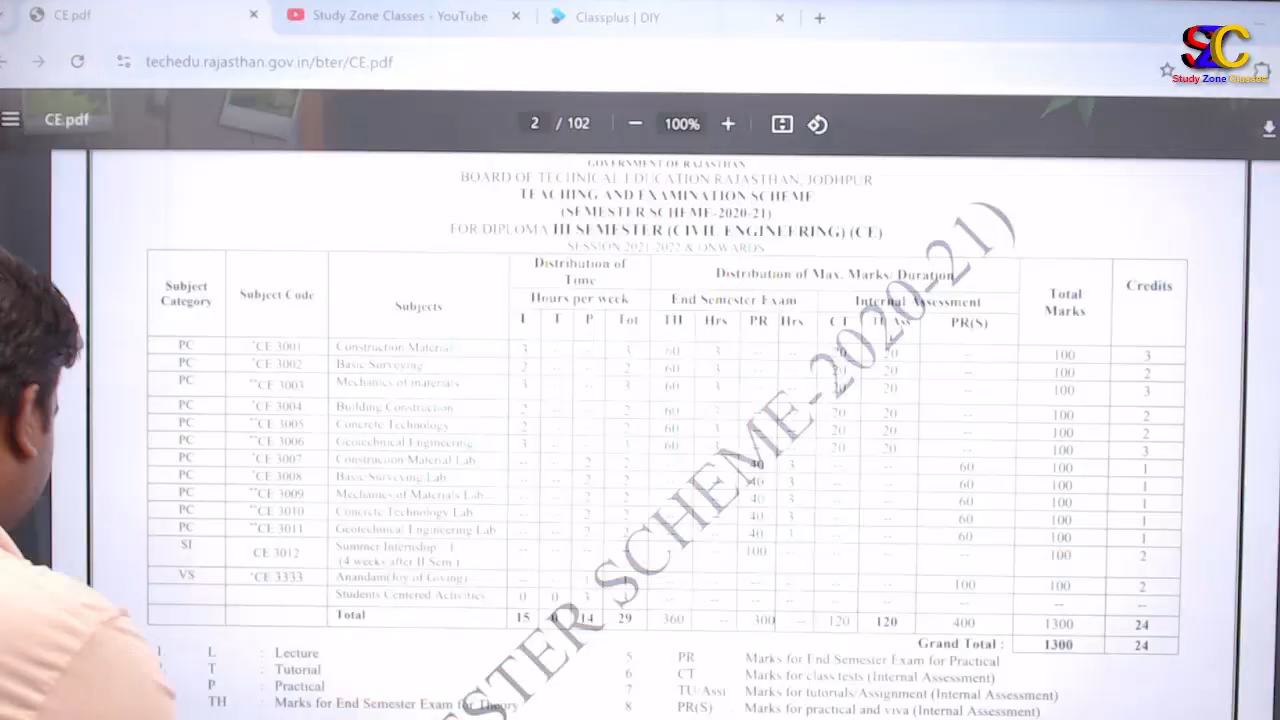 CE.pdf
Study Zone Classes - YouTube
Classplus | DIY
techedu.rajasthan.gov.in/bter/CE.pdf
SZC
Study Zone Classes
CE.pdf
2 / 102
100%
GOVERNMENT OF RAJASTHAN
BOARD OF TECHNICAL EDUCATION RAJASTHAN, JODHPUR
TEACHING AND EXAMINATION SCHEME
(SEMESTER SCHEME-2020-21)
FOR DIPLOMA III SEMESTER (CIVIL ENGINEERING) (CE)
SESSION 2021-2022 & ONWARDS
Subject Category Subject Code Subjects Distribution of Time Distribution of Max. Marks/ Duration Total Marks Credits
Hours per week End Semester Exam Internal Assessment
L T P Tot TH Hrs PR Hrs CT TU/Ass PR(S)
PC *CE 3001 Construction Material 3 -- -- 3 60 3 -- -- 20 20 -- 100 3
PC *CE 3002 Basic Surveying 2 -- -- 2 60 3 -- -- 20 -- 100 2
PC **CE 3003 Mechanics of materials 3 -- -- 3 60 3 -- -- 20 -- 100 3
PC *CE 3004 Building Construction 2 -- -- 2 60 -- -- 20 20 -- 100 2
PC **CE 3005 Concrete Technology 2 -- -- 2 60 3 -- 20 20 -- 100 2
PC **CE 3006 Geotechnical Engineering 3 -- -- 3 60 3 -- 20 20 -- 100 3
PC *CE 3007 Construction Material Lab -- -- 2 2 -- -- 40 3 -- -- 60 100 1
PC *CE 3008 Basic Surveying Lab -- -- 2 2 -- -- 40 3 -- -- 60 100 1
PC **CE 3009 Mechanics of Materials Lab -- -- 2 2 -- -- 40 3 -- -- 60 100 1
PC **CE 3010 Concrete Technology Lab -- -- 2 2 -- -- 40 3 -- -- 60 100 1
PC **CE 3011 Geotechnical Engineering Lab -- -- 2 -- -- 40 3 -- -- 60 100 1
SI CE 3012 Summer Internship - I (4 weeks after II Sem) -- -- -- -- -- -- 100 -- -- -- 100 2
VS *CE 3333 Anandam(Joy of Giving) -- -- 1 -- -- -- -- -- -- 100 100 2
Students Centered Activities 0 0 3 -- -- -- -- -- -- --
Total 15 0 14 29 360 -- 300 -- 120 120 400 1300 24
Grand Total : 1300 24
1 L : Lecture
T : Tutorial
P : Practical
TH : Marks for End Semester Exam for Theory
5 PR Marks for End Semester Exam for Practical
6 CT Marks for class tests (Internal Assessment)
7 TU/Assi Marks for tutorials/Assignment (Internal Assessment)
8 PR(S) Marks for practical and viva (Internal Assessment)
STER SCHEME-2020-21)